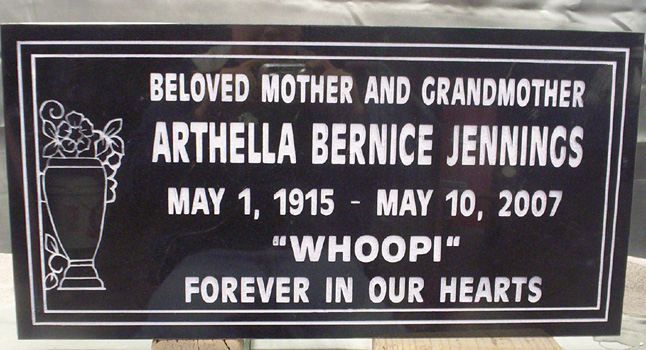 BELOVED MOTHER AND GRANDMOTHER
ARTHELLA BERNICE JENNINGS
MAY 1, 1915 - MAY 10, 2007
"WHOOPI"
FOREVER IN OUR HEARTS